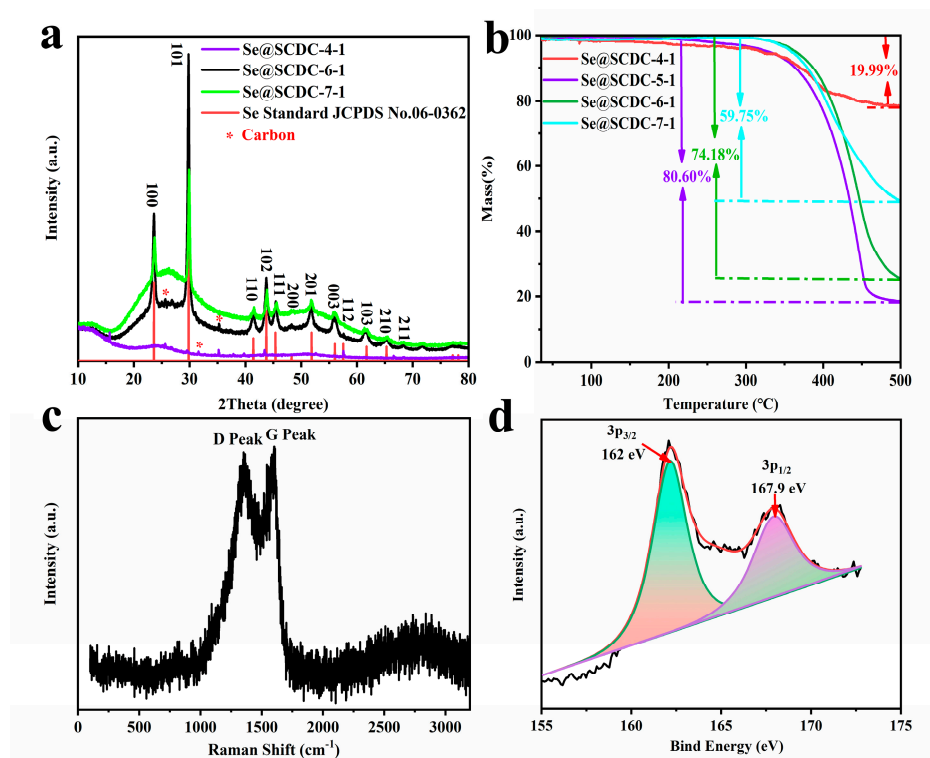 a
Se@SCDC-4-1
Se@SCDC-6-1
Se@SCDC-7-1
Se Standard JCPDS No.06-0362
* Carbon
100
101
110
102
111
200
201
003
112
103
210
211
*
*
*
Intensity (a.u.)
10 20 30 40 50 60 70 80
2Theta (degree)
b
Se@SCDC-4-1
Se@SCDC-5-1
Se@SCDC-6-1
Se@SCDC-7-1
19.99%
59.75%
74.18%
80.60%
Mass(%)
100
80
60
40
20
0
100 200 300 400 500
Temperature (℃)
c
D Peak
G Peak
Intensity (a.u.)
0 500 1000 1500 2000 2500 3000
Raman Shift (cm⁻¹)
d
3p3/2
162 eV
3p1/2
167.9 eV
Inensity (a.u.)
155 160 165 170 175
Bind Energy (eV)